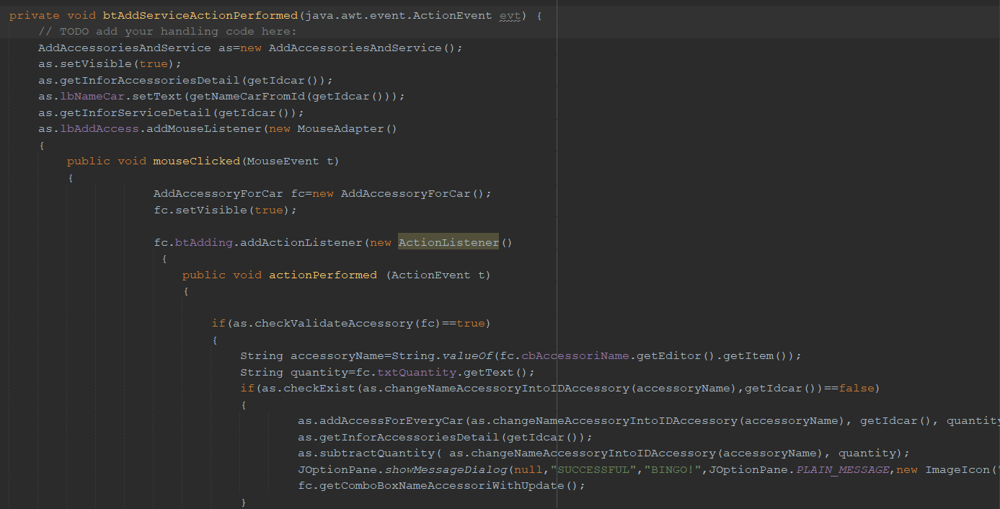 private void btAddServiceActionPerformed(java.awt.event.ActionEvent evt) {
// TODO add your handling code here:
AddAccessoriesAndService as=new AddAccessoriesAndService();
as.setVisible(true);
as.getInforAccessoriesDetail(getIdcar());
as.lbNameCar.setText(getNameCarFromId(getIdcar()));
as.getInforServiceDetail(getIdcar());
as.lbAddAccess.addMouseListener(new MouseAdapter()
{
public void mouseClicked(MouseEvent t)
{
AddAccessoryForCar fc=new AddAccessoryForCar();
fc.setVisible(true);
fc.btAdding.addActionListener(new ActionListener()
{
public void actionPerformed (ActionEvent t)
{
if(as.checkValidateAccessory(fc)==true)
{
String accessoryName=String.valueOf(fc.cbAccessoriName.getEditor().getItem());
String quantity=fc.txtQuantity.getText();
if(as.checkExist(as.changeNameAccessoryIntoIDAccessory(accessoryName),getIdcar())==false)
{
as.addAccessForEveryCar(as.changeNameAccessoryIntoIDAccessory(accessoryName), getIdcar(), quantity
as.getInforAccessoriesDetail(getIdcar());
as.subtractQuantity( as.changeNameAccessoryIntoIDAccessory(accessoryName), quantity);
JOptionPane.showMessageDialog(null,"SUCCESSFUL","BINGO!",JOptionPane.PLAIN_MESSAGE,new ImageIcon("
fc.getComboBoxNameAccessoriWithUpdate();
}